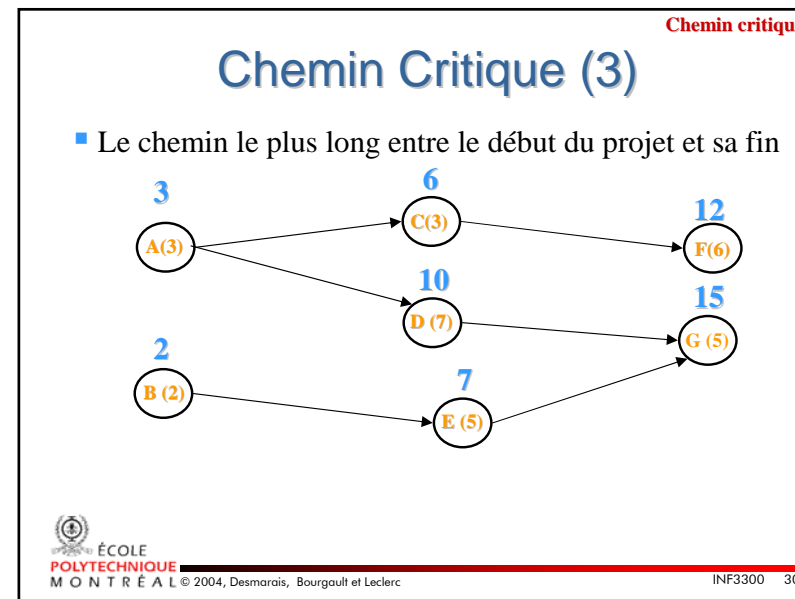 Chemin critiqu
Chemin Critique (3)
Le chemin le plus long entre le début du projet et sa fin
3
6
12
A(3)
C(3)
F(6)
10
15
D (7)
G (5)
2
7
B (2)
E (5)
ÉCOLE
POLYTECHNIQUE
MONTRÉAL © 2004, Desmarais, Bourgault et Leclerc
INF3300 30